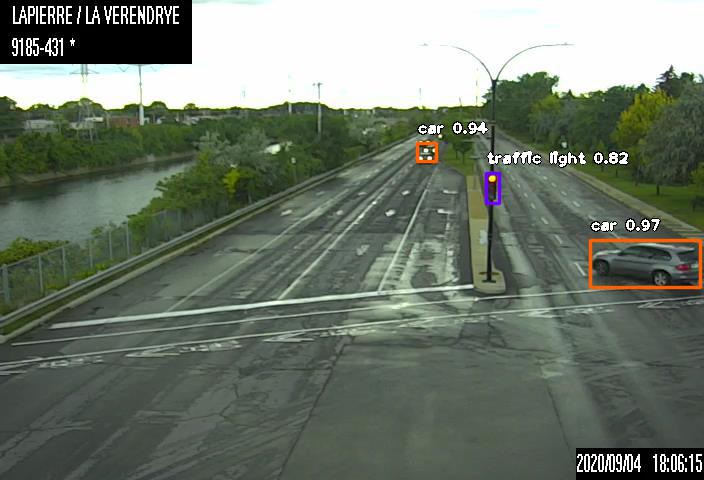 LAPIERRE / LA VERENDRYE
9185-431 *
car 0.94
traffic light 0.82
car 0.97
2020/09/04 18:06:15